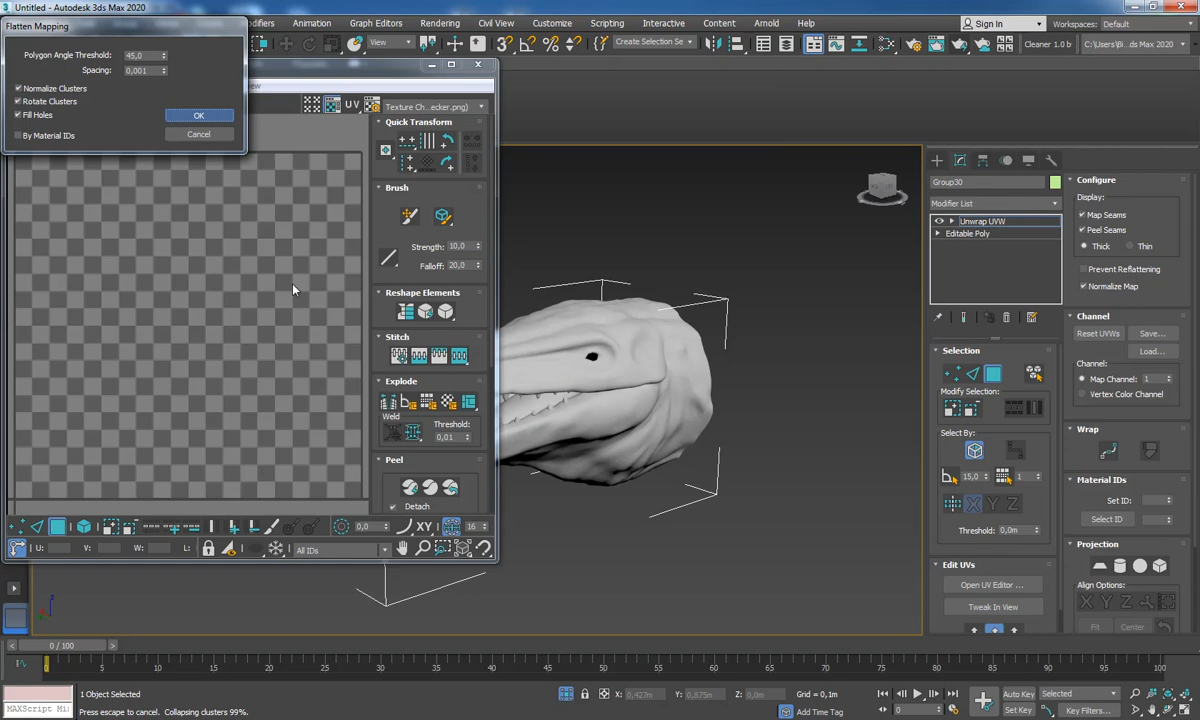 Untitled - Autodesk 3ds Max 2020
Flatten Mapping
Modifiers Animation Graph Editors Rendering Civil View Customize Scripting Interactive Content Arnold Help
Sign In Workspaces: Default
View Create Selection Se Cleaner 1.0 b C:\Users\Bi...ds Max 2020
Polygon Angle Threshold: 45,0
Spacing: 0,001
Normalize Clusters
Rotate Clusters
Fill Holes OK
By Material IDs Cancel
UV Texture Ch...ecker.png)
Quick Transform
Brush
Strength: 10,0
Falloff: 20,0
Reshape Elements
Stitch
Explode
Weld Threshold:
0,01
Peel
Detach
0,0 XY 16
U: V: W: L: All IDs
Group30
Modifier List
Unwrap UVW
Editable Poly
Selection
Modify Selection:
Select By:
15,0 1
X Y Z
Threshold: 0,0m
Edit UVs
Open UV Editor ...
Tweak In View
Configure
Display:
Map Seams
Peel Seams
Thick Thin
Prevent Reflattening
Normalize Map
Channel
Reset UVWs Save...
Load...
Channel:
Map Channel: 1
Vertex Color Channel
Wrap
Material IDs
Set ID:
Select ID
Projection
Align Options:
X Y Z
Fit Center
0 / 100
0 5 10 15 20 25 30 35 40 45 50 55 60 65 70 75 80 85 90 95 100
1 Object Selected
MAXScript Mi
Press escape to cancel. Collapsing clusters 99%.
X: 0,427m Y: 0,875m Z: 0,0m Grid = 0,1m
Add Time Tag
0
Auto Key Selected
Set Key Key Filters...